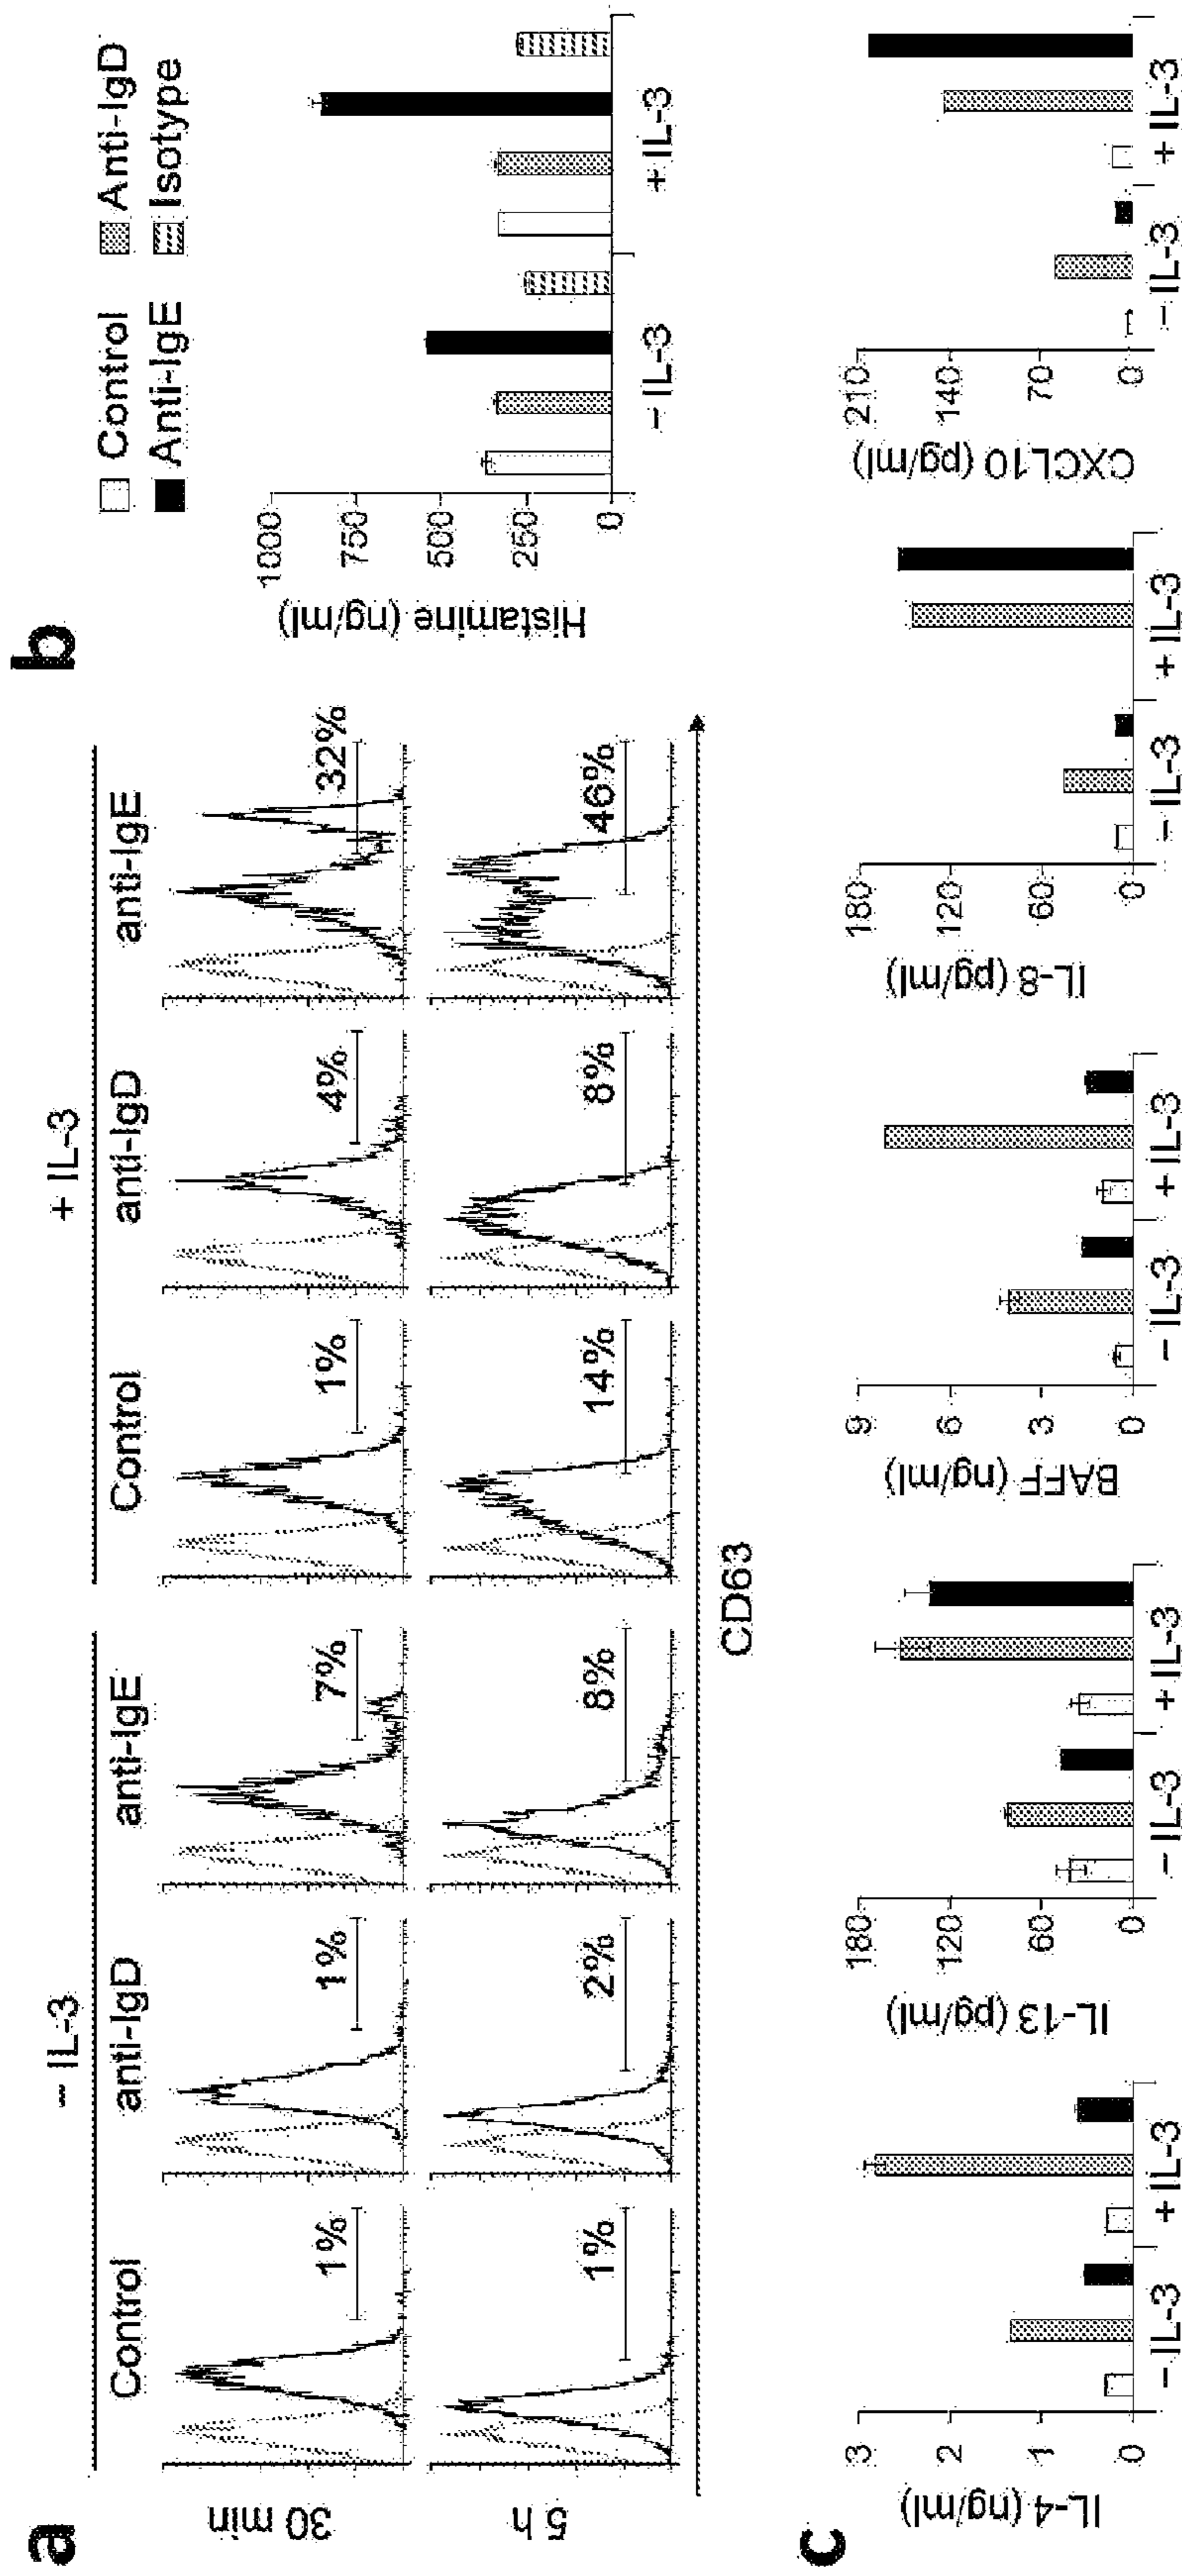 a
− IL-3
+ IL-3
Control
anti-IgD
anti-IgE
Control
anti-IgD
anti-IgE
30 min
1%
1%
7%
1%
4%
32%
5 h
1%
2%
8%
14%
8%
46%
CD63
b
Control
Anti-IgD
Anti-IgE
Isotype
Histamine (ng/ml)
1000
750
500
250
0
− IL-3
+ IL-3
c
IL-4 (ng/ml)
3
2
1
0
− IL-3
+ IL-3
IL-13 (pg/ml)
180
120
60
0
− IL-3
+ IL-3
BAFF (ng/ml)
9
6
3
0
− IL-3
+ IL-3
IL-8 (pg/ml)
180
120
60
0
− IL-3
+ IL-3
CXCL10 (pg/ml)
210
140
70
0
− IL-3
+ IL-3